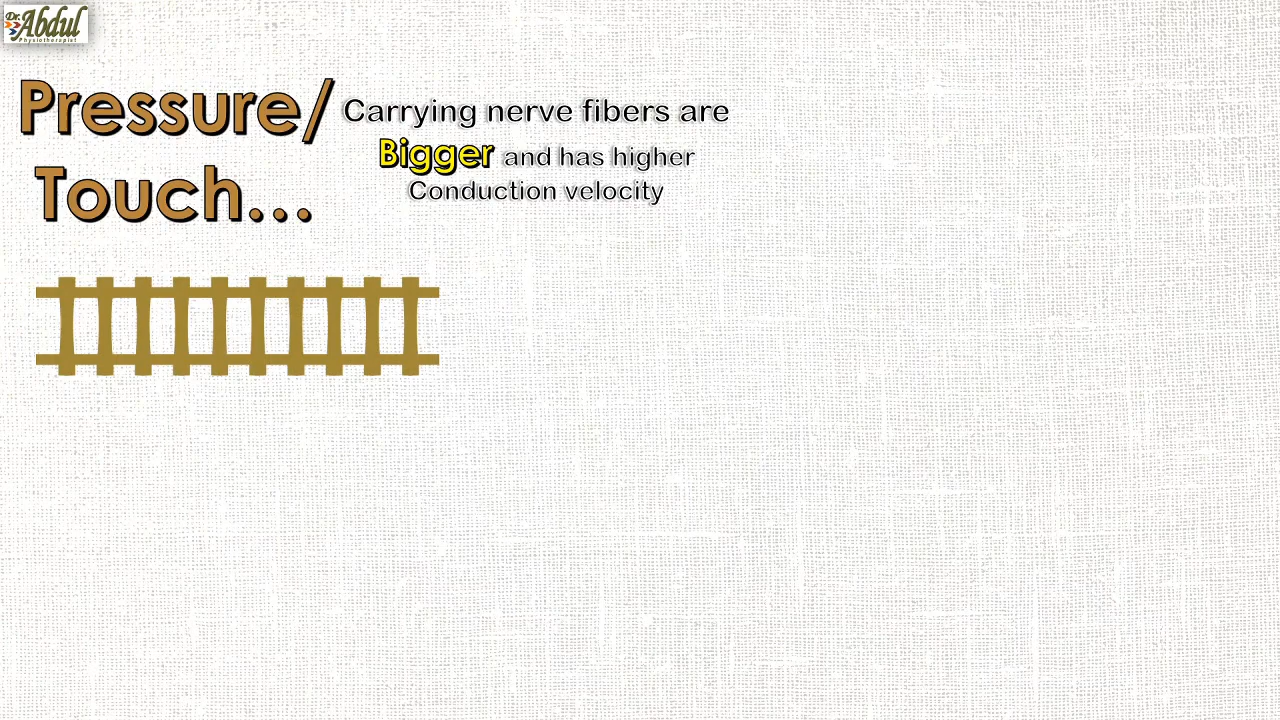 Dr.
Abdul
Physiotherapist
Pressure/
Touch...
Carrying nerve fibers are
Bigger and has higher
Conduction velocity